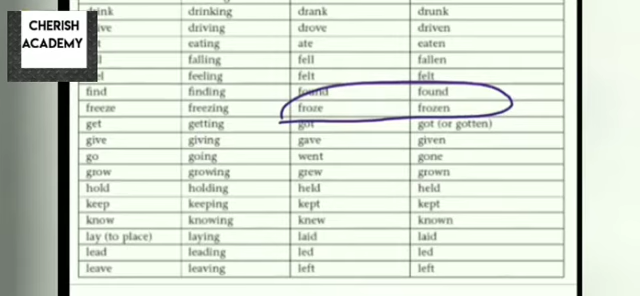 CHERISH
ACADEMY
drink drinking drank drunk
driving drove driven
eating ate eaten
falling fell fallen
feeling felt felt
find finding found found
freeze freezing froze frozen
get getting got got (or gotten)
give giving gave given
go going went gone
grow growing grew grown
hold holding held held
keep keeping kept kept
know knowing knew known
lay (to place) laying laid laid
lead leading led led
leave leaving left left